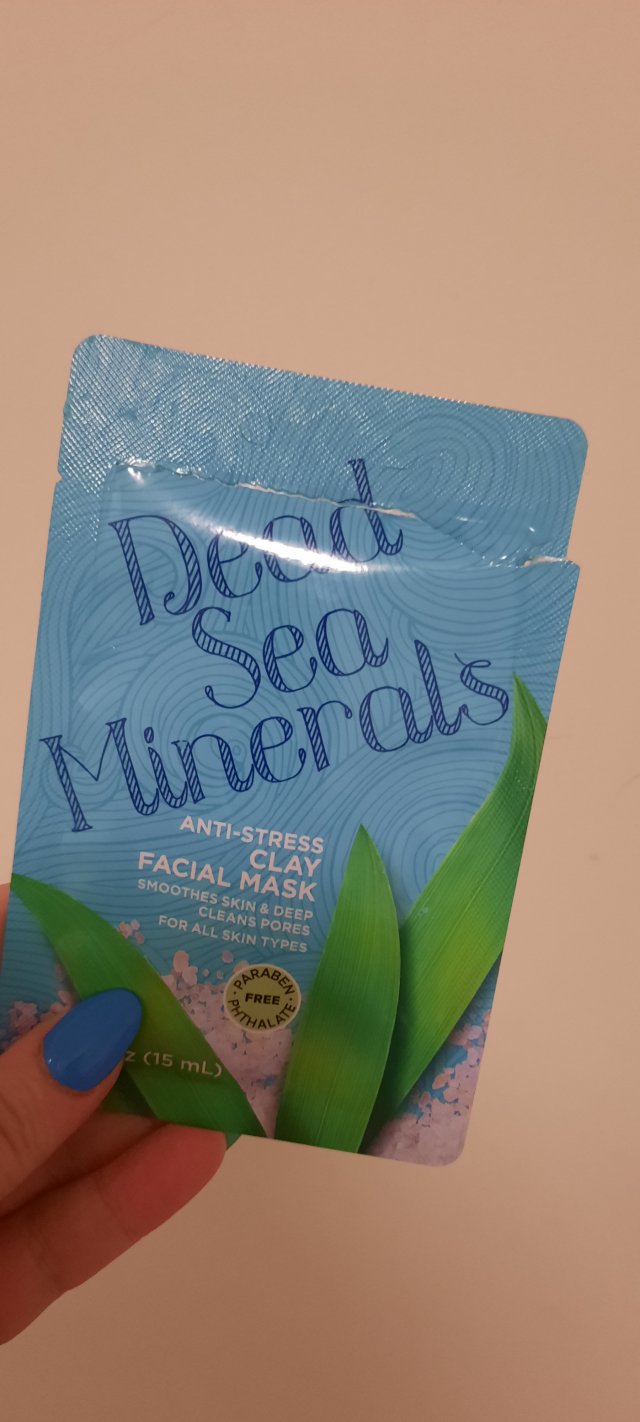 Dead
Sea
Minerals
ANTI-STRESS
CLAY
FACIAL MASK
SMOOTHES SKIN & DEEP
CLEANS PORES
FOR ALL SKIN TYPES
PARABEN
FREE
PHTHALATE
z (15 mL)